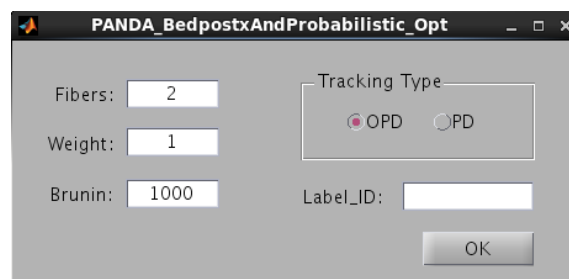 PANDA_BedpostxAndProbabilistic_Opt
Fibers: 2
Weight: 1
Brunin: 1000
Tracking Type
OPD PD
Label_ID:
OK